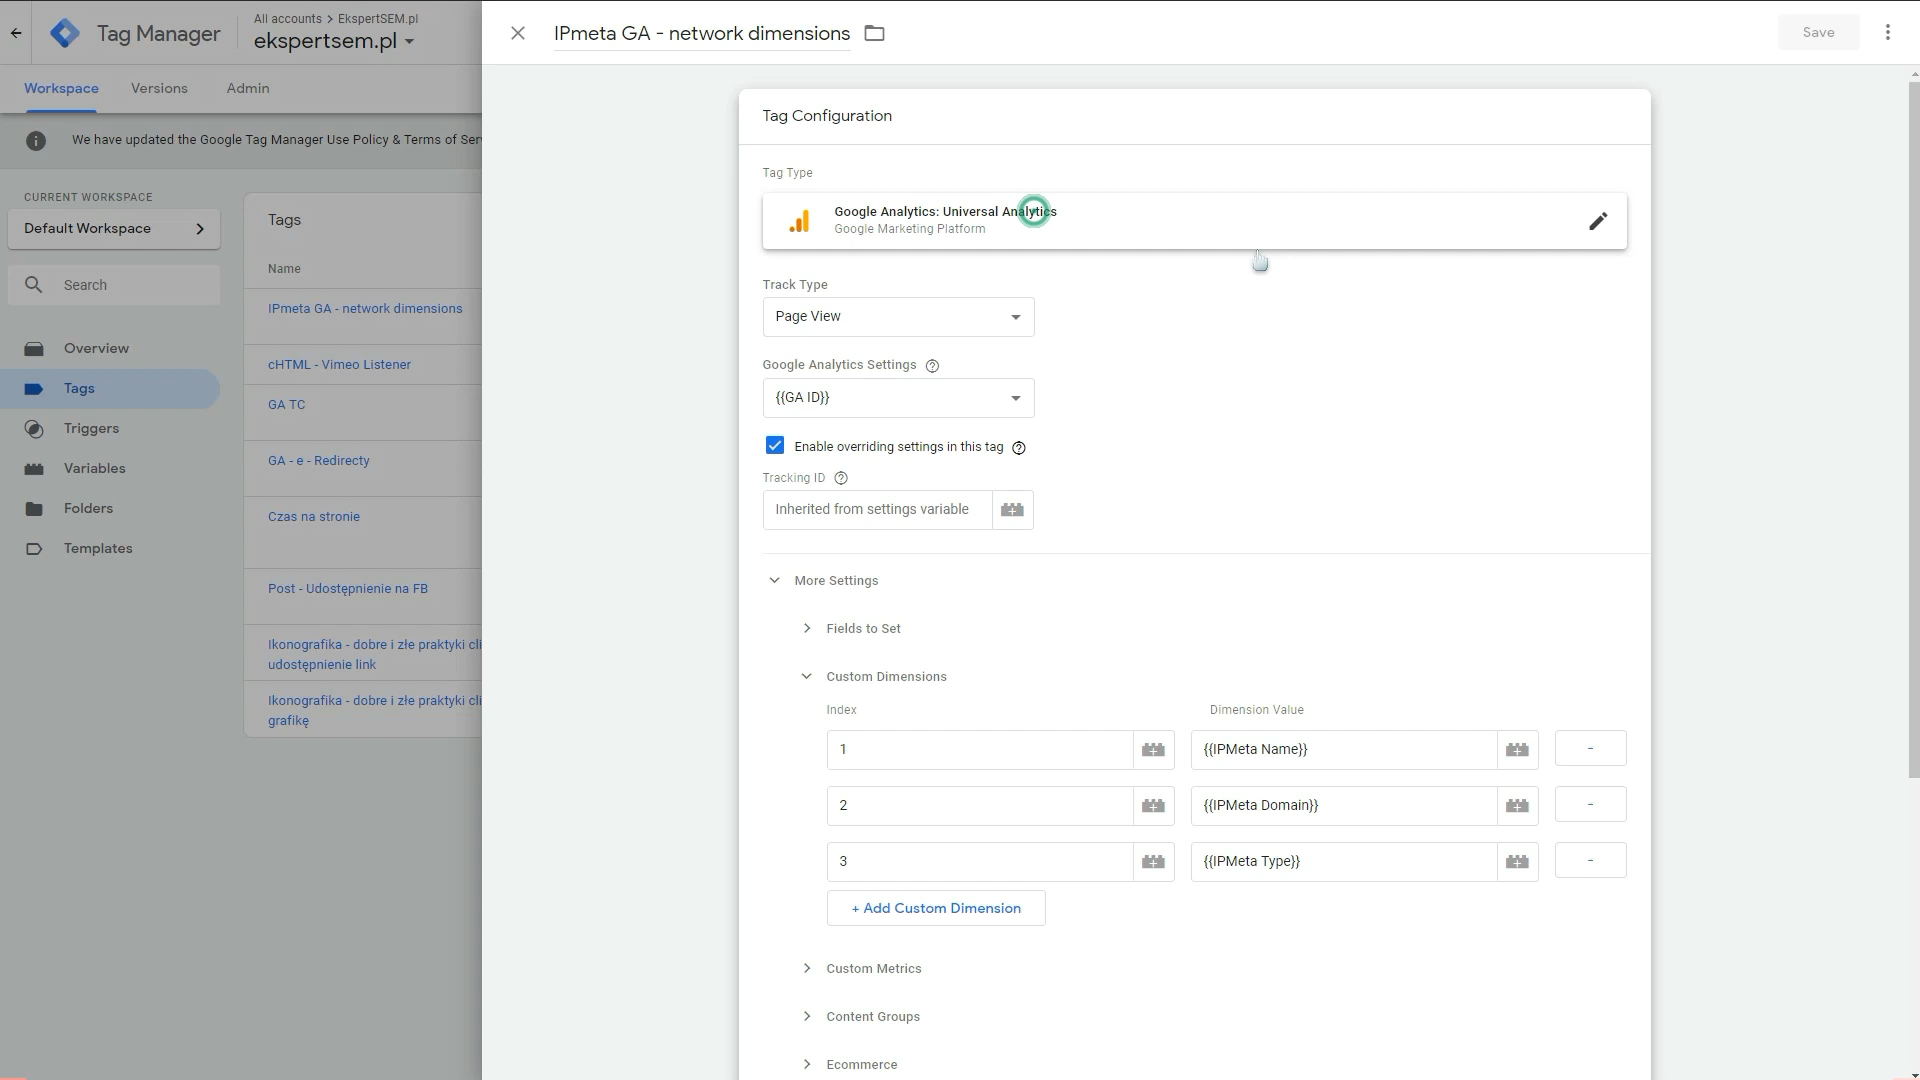 Tag Manager
All accounts > EkspertSEM.pl
ekspertsem.pl
IPmeta GA - network dimensions
Save
Workspace
Versions
Admin
We have updated the Google Tag Manager Use Policy & Terms of Ser
CURRENT WORKSPACE
Default Workspace
Search
Overview
Tags
Triggers
Variables
Folders
Templates
Tags
Name
IPmeta GA - network dimensions
cHTML - Vimeo Listener
GA TC
GA - e - Redirecty
Czas na stronie
Post - Udostępnienie na FB
Ikonografika - dobre i złe praktyki cli
udostępnienie link
Ikonografika - dobre i złe praktyki cli
grafikę
Tag Configuration
Tag Type
Google Analytics: Universal Analytics
Google Marketing Platform
Track Type
Page View
Google Analytics Settings
{{GA ID}}
Enable overriding settings in this tag
Tracking ID
Inherited from settings variable
More Settings
Fields to Set
Custom Dimensions
Index
Dimension Value
1
{{IPMeta Name}}
-
2
{{IPMeta Domain}}
-
3
{{IPMeta Type}}
-
+ Add Custom Dimension
Custom Metrics
Content Groups
Ecommerce